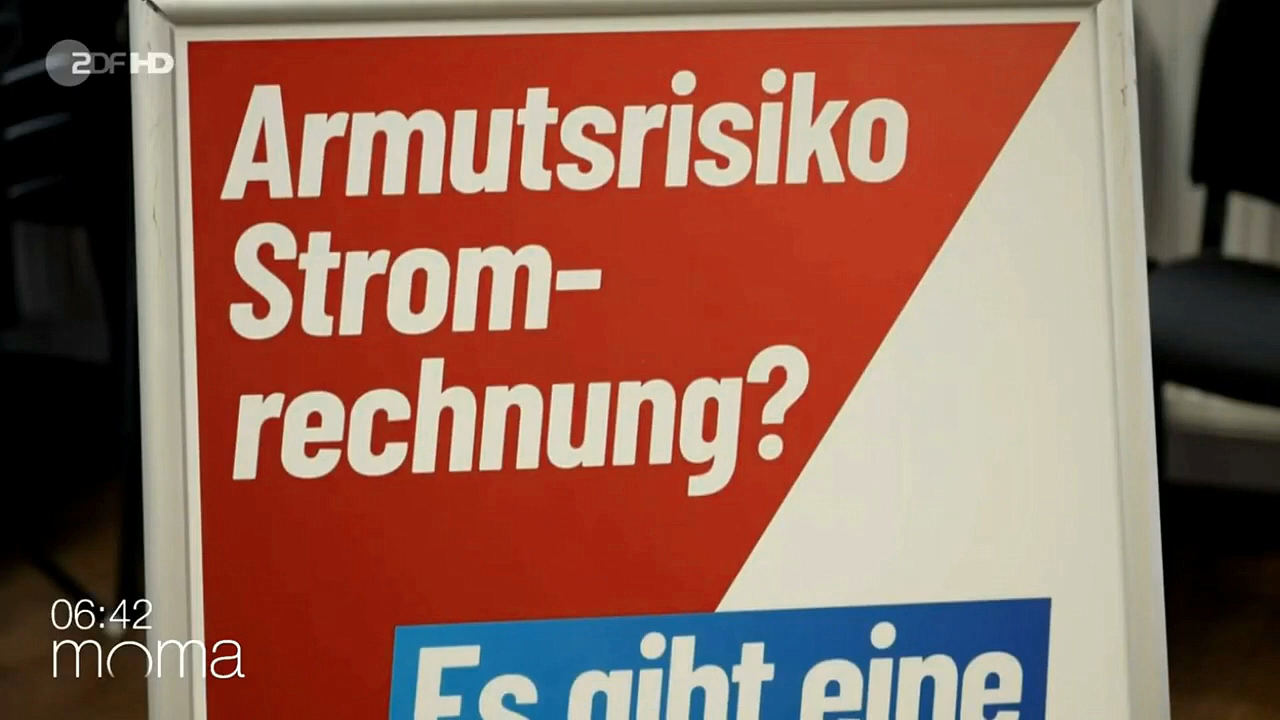 ZDF HD
Armutsrisiko
Strom-
rechnung?
Es gibt eine
06:42
moma